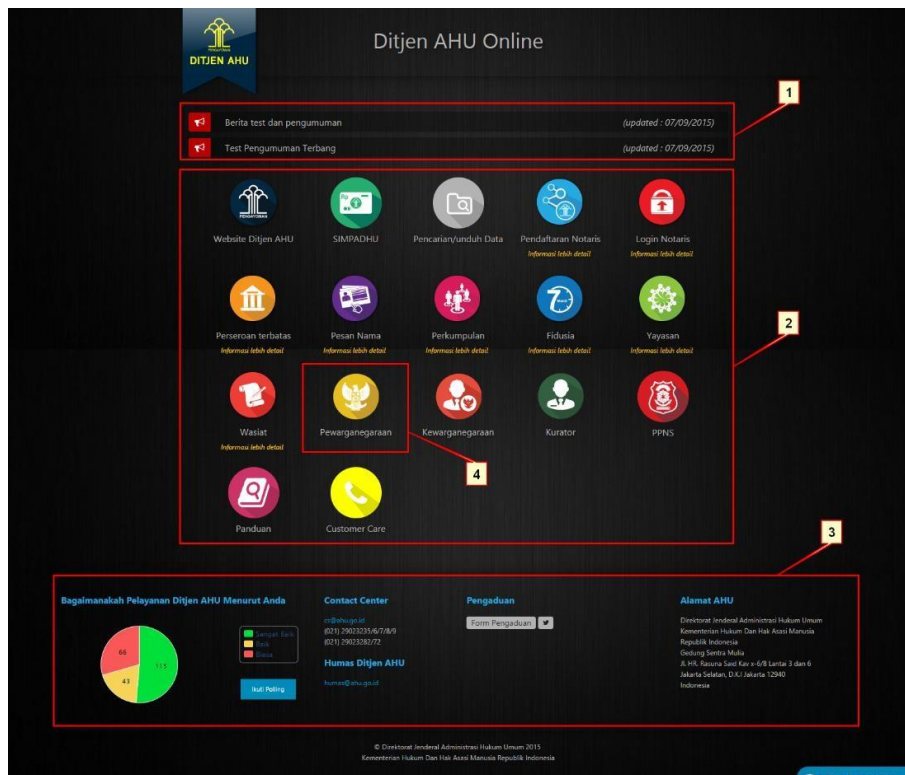 PENGAYOMAN
DITJEN AHU
Ditjen AHU Online
1
Berita test dan pengumuman (updated : 07/09/2015)
Test Pengumuman Terbang (updated : 07/09/2015)
Website Ditjen AHU SIMPADHU Pencarian/unduh Data Pendaftaran Notaris Login Notaris
Informasi lebih detail Informasi lebih detail
2
Perseroan terbatas Pesan Nama Perkumpulan Fidusia Yayasan
Informasi lebih detail Informasi lebih detail Informasi lebih detail Informasi lebih detail Informasi lebih detail
Wasiat Pewarganegaraan Kewarganegaraan Kurator PPNS
Informasi lebih detail
4
Panduan Customer Care
3
Bagaimanakah Pelayanan Ditjen AHU Menurut Anda
66
115
43
Sangat Baik
Baik
Biasa
Ikuti Polling
Contact Center
cs@ahu.go.id
(021) 29023235/6/7/8/9
(021) 29023282/72
Humas Ditjen AHU
humas@ahu.go.id
Pengaduan
Form Pengaduan
Alamat AHU
Direktorat Jenderal Administrasi Hukum Umum
Kementerian Hukum Dan Hak Asasi Manusia
Republik Indonesia
Gedung Sentra Mulia
Jl. HR. Rasuna Said Kav x-6/8 Lantai 3 dan 6
Jakarta Selatan, D.K.I Jakarta 12940
Indonesia
© Direktorat Jenderal Administrasi Hukum Umum 2015
Kementerian Hukum Dan Hak Asasi Manusia Republik Indonesia